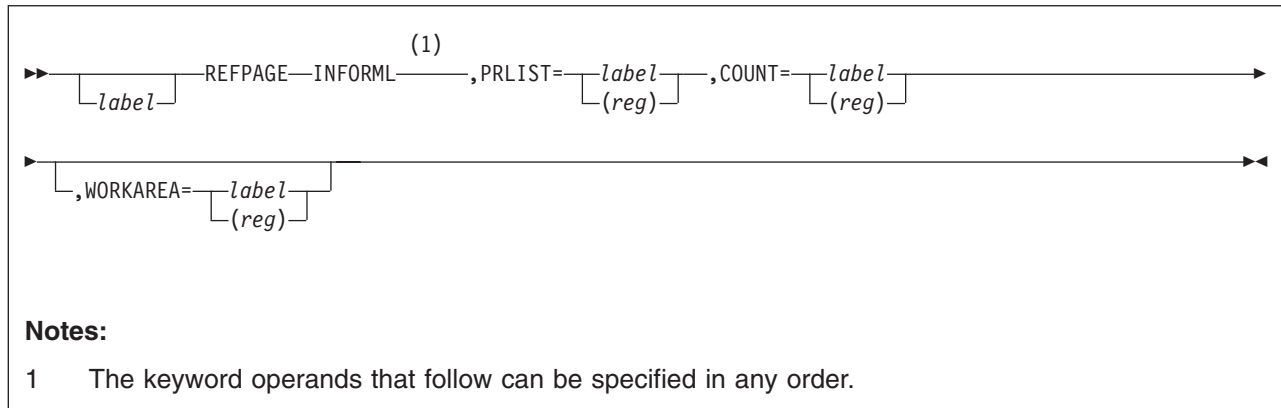 (1)
REFPAGE INFORML ,PRLIST= label ,COUNT= label
label (reg) (reg)
,WORKAREA= label
(reg)
Notes:
1 The keyword operands that follow can be specified in any order.